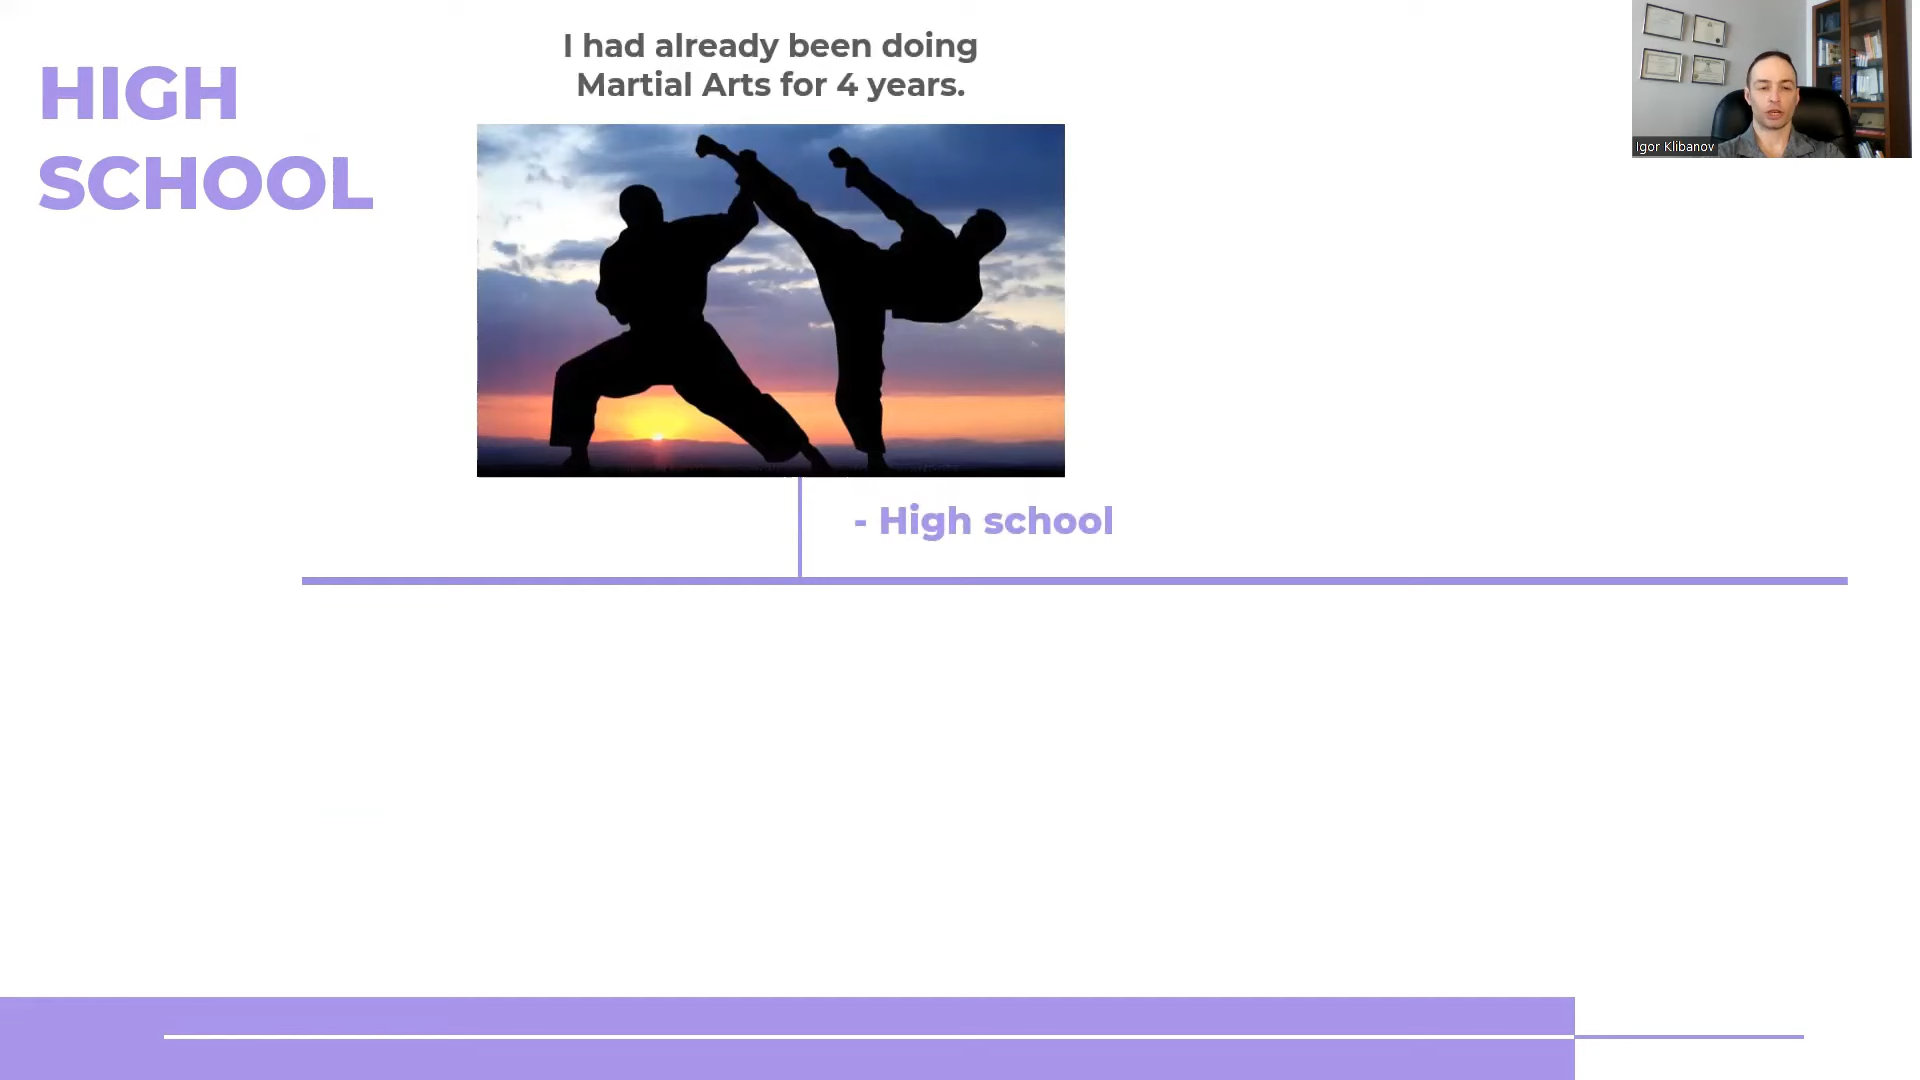 HIGH
SCHOOL
I had already been doing
Martial Arts for 4 years.
Igor Klibanov
- High school